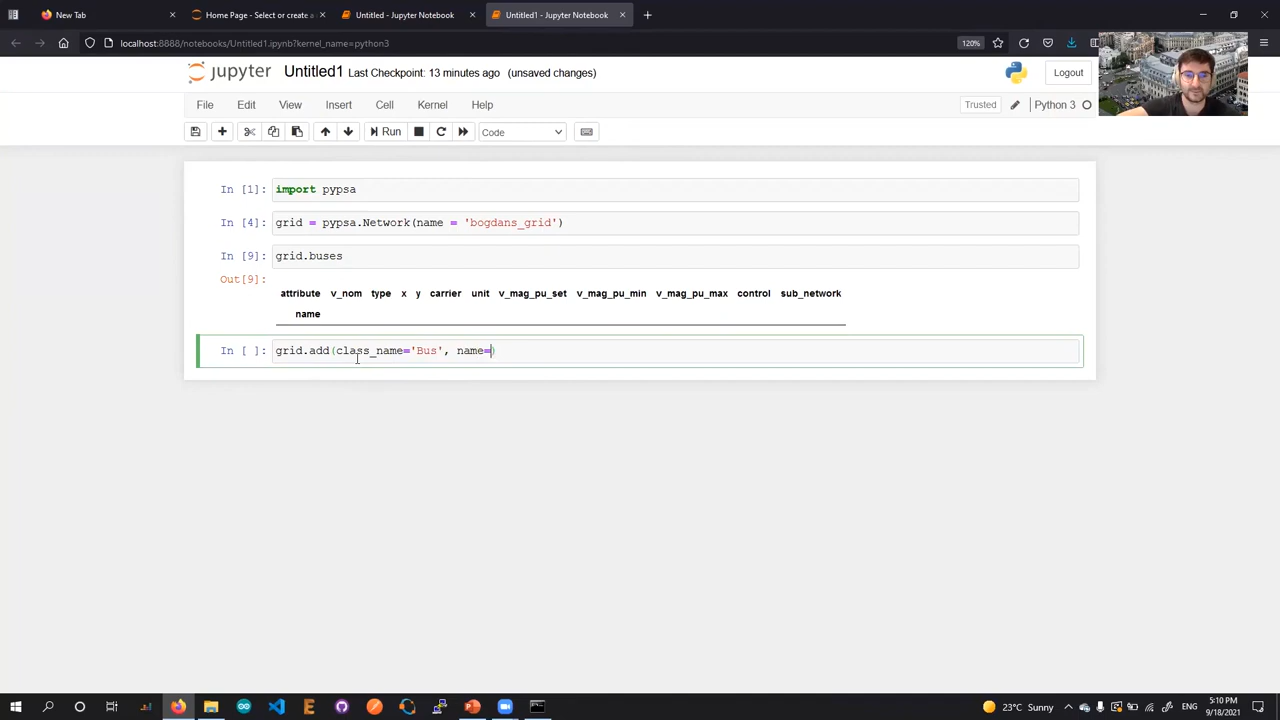 New Tab
Home Page - Select or create a
Untitled - Jupyter Notebook
Untitled1 - Jupyter Notebook
localhost:8888/notebooks/Untitled1.ipynb?kernel_name=python3
120%
jupyter Untitled1 Last Checkpoint: 13 minutes ago (unsaved changes)
Logout
File Edit View Insert Cell Kernel Help
Trusted Python 3
Run Code
In [1]: import pypsa
In [4]: grid = pypsa.Network(name = 'bogdans_grid')
In [9]: grid.buses
Out[9]:
attribute v_nom type x y carrier unit v_mag_pu_set v_mag_pu_min v_mag_pu_max control sub_network
name
In [ ]: grid.add(class_name='Bus', name=)
23°C Sunny
5:10 PM
9/18/2021